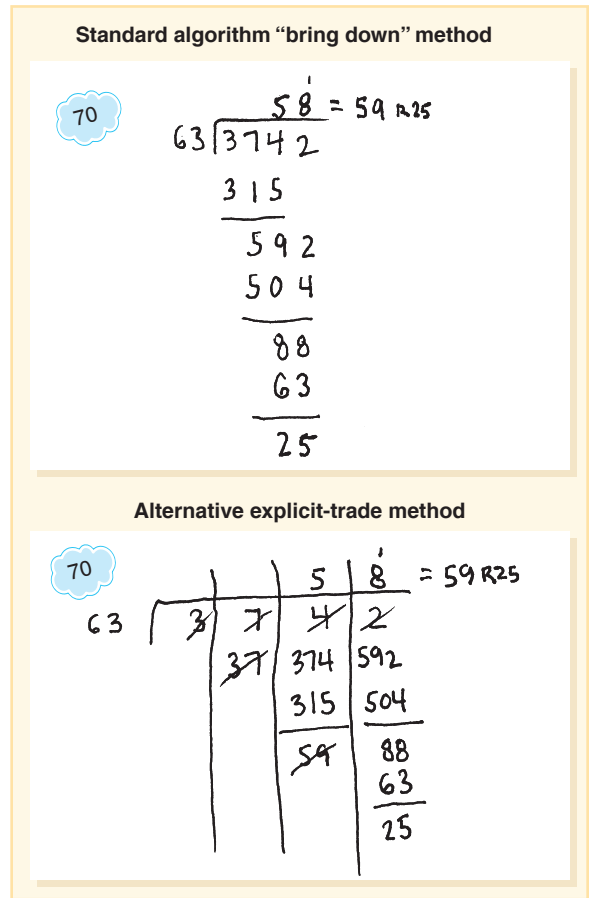 Standard algorithm “bring down” method
70
1
58 = 59 R25
63 3742
315
592
504
88
63
25
Alternative explicit-trade method
70
1
5 8 = 59 R25
63 3 7 4 2
37 374 592
315 504
59 88
63
25